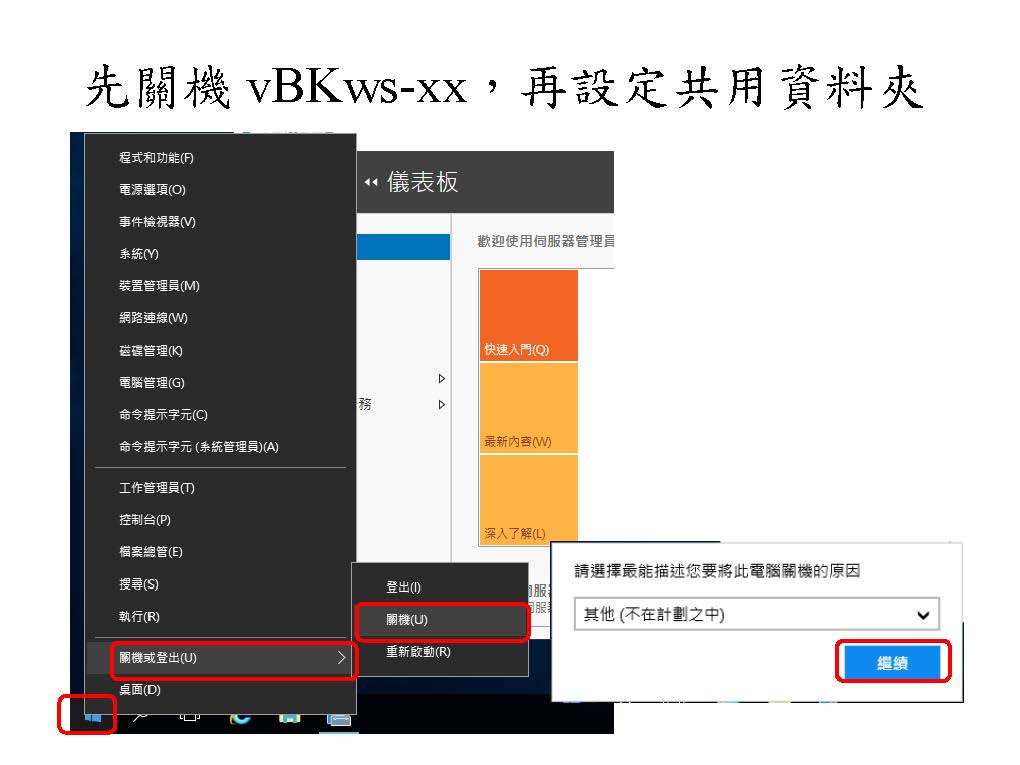 先關機 vBKws-xx，再設定共用資料夾
程式和功能(F)
電源選項(O)
事件檢視器(V)
系統(Y)
裝置管理員(M)
網路連線(W)
磁碟管理(K)
電腦管理(G)
命令提示字元(C)
命令提示字元 (系統管理員)(A)
工作管理員(T)
控制台(P)
檔案總管(E)
搜尋(S)
執行(R)
關機或登出(U)
桌面(D)
儀表板
歡迎使用伺服器管理員
快速入門(Q)
務
最新內容(W)
深入了解(L)
登出(I)
關機(U)
重新啟動(R)
請選擇最能描述您要將此電腦關機的原因
其他 (不在計劃之中)
繼續